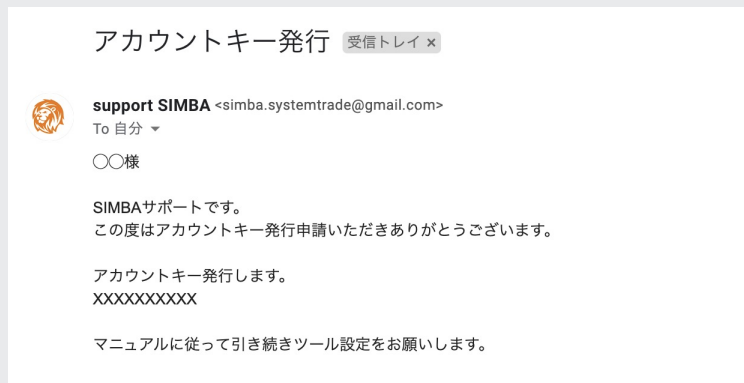 アカウントキー発行 受信トレイ ×
support SIMBA <simba.systemtrade@gmail.com>
To 自分
◯◯様
SIMBAサポートです。
この度はアカウントキー発行申請いただきありがとうございます。
アカウントキー発行します。
XXXXXXXXXX
マニュアルに従って引き続きツール設定をお願いします。